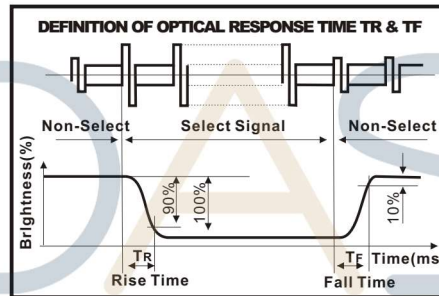 DEFINITION OF OPTICAL RESPONSE TIME TR & TF
Non-Select Select Signal Non-Select
Brightness(%)
90%
100%
10%
TR TF Time(ms)
Rise Time Fall Time
DAS